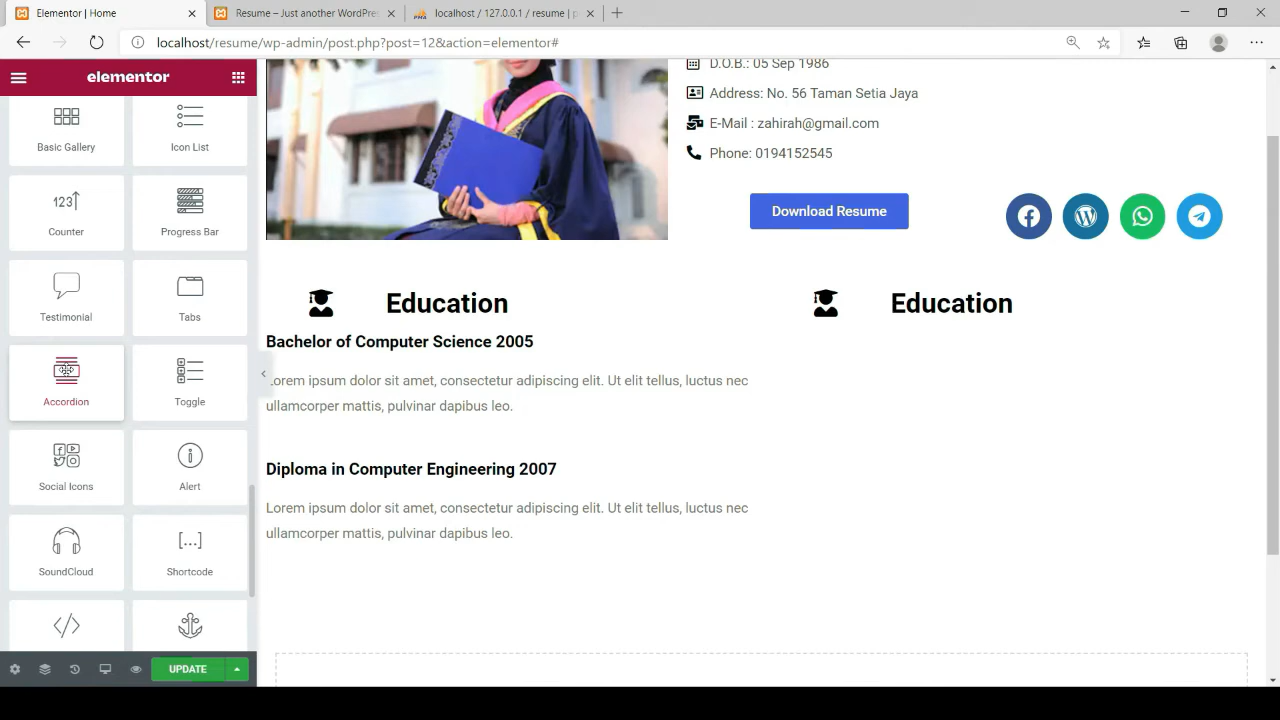 Elementor | Home
Resume – Just another WordPres
localhost / 127.0.0.1 / resume | p
localhost/resume/wp-admin/post.php?post=12&action=elementor#
elementor
Basic Gallery
Icon List
123
Counter
Progress Bar
Testimonial
Tabs
Accordion
Toggle
Social Icons
Alert
SoundCloud
[...]
Shortcode
UPDATE
D.O.B.: 05 Sep 1986
Address: No. 56 Taman Setia Jaya
E-Mail : zahirah@gmail.com
Phone: 0194152545
Download Resume
Education
Education
Bachelor of Computer Science 2005
Lorem ipsum dolor sit amet, consectetur adipiscing elit. Ut elit tellus, luctus nec
ullamcorper mattis, pulvinar dapibus leo.
Diploma in Computer Engineering 2007
Lorem ipsum dolor sit amet, consectetur adipiscing elit. Ut elit tellus, luctus nec
ullamcorper mattis, pulvinar dapibus leo.